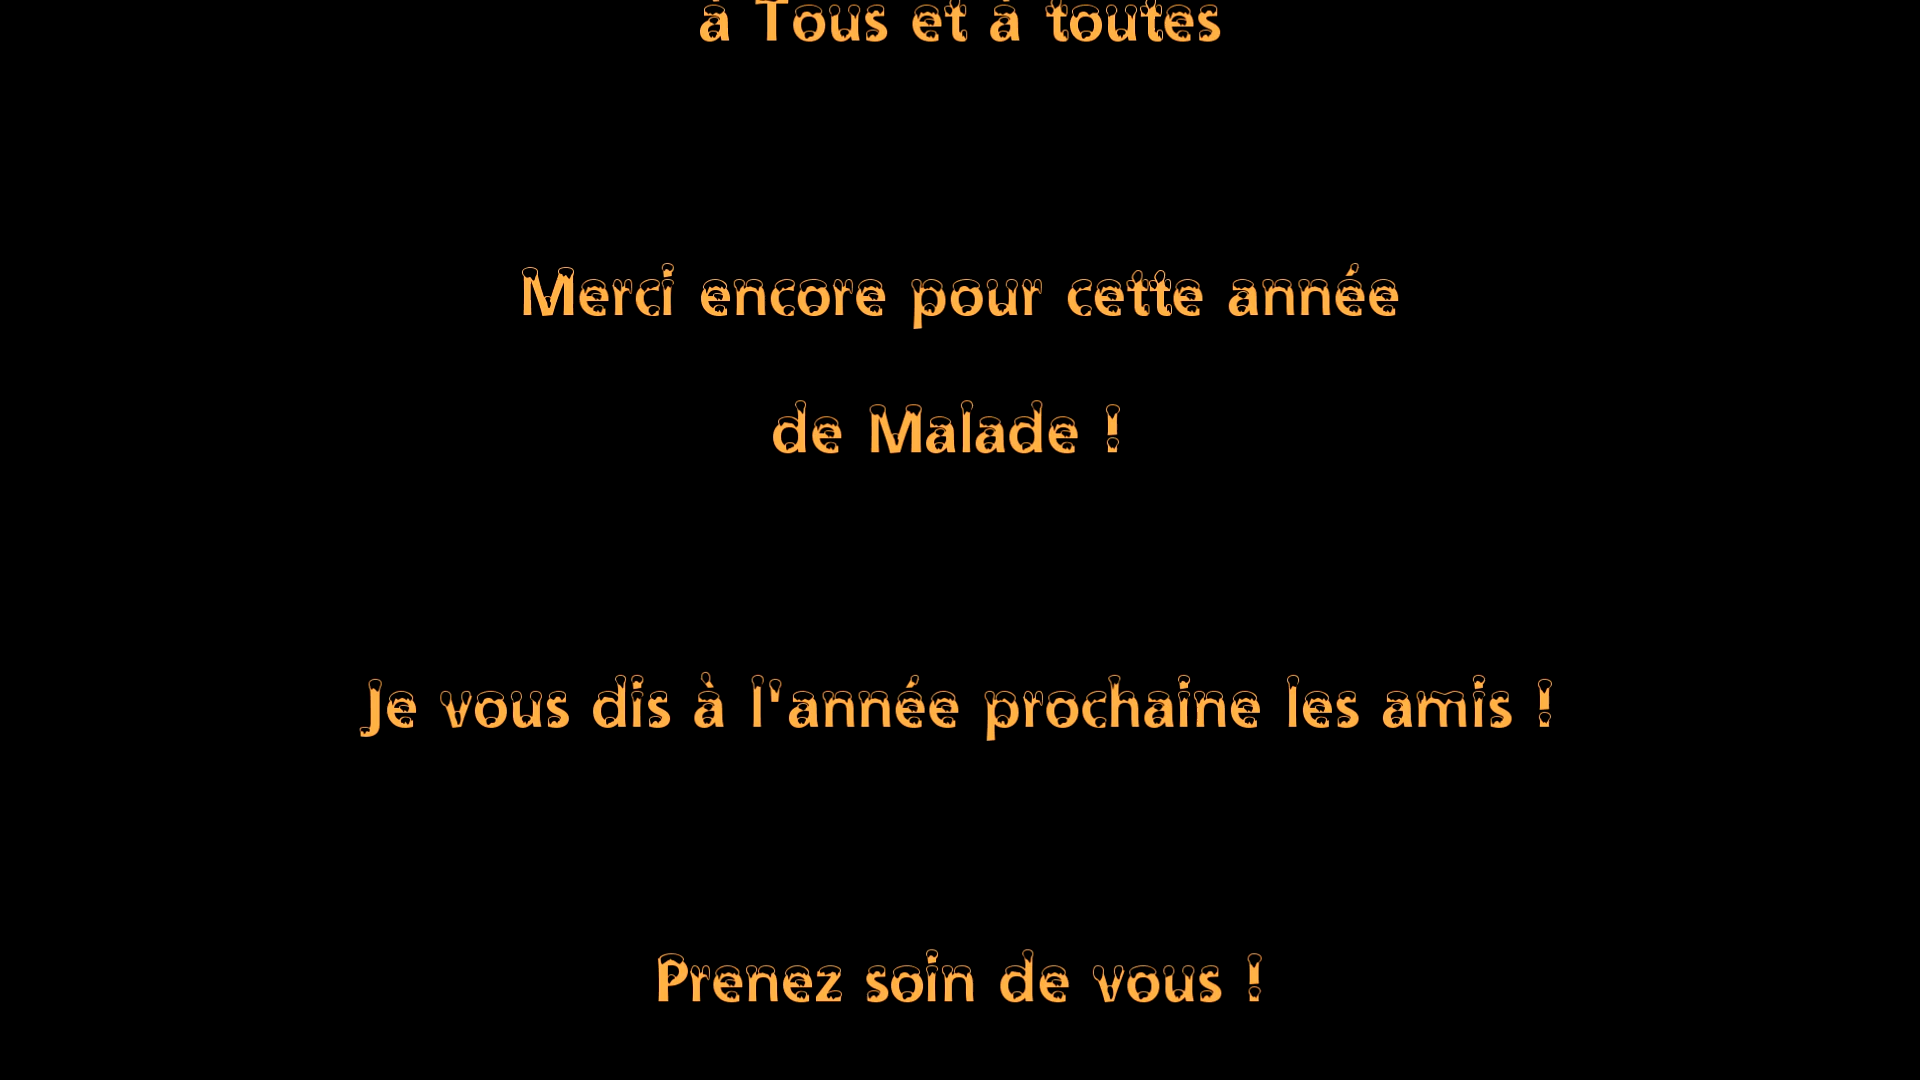 à Tous et à toutes
Merci encore pour cette année
de Malade !
Je vous dis à l'année prochaine les amis !
Prenez soin de vous !